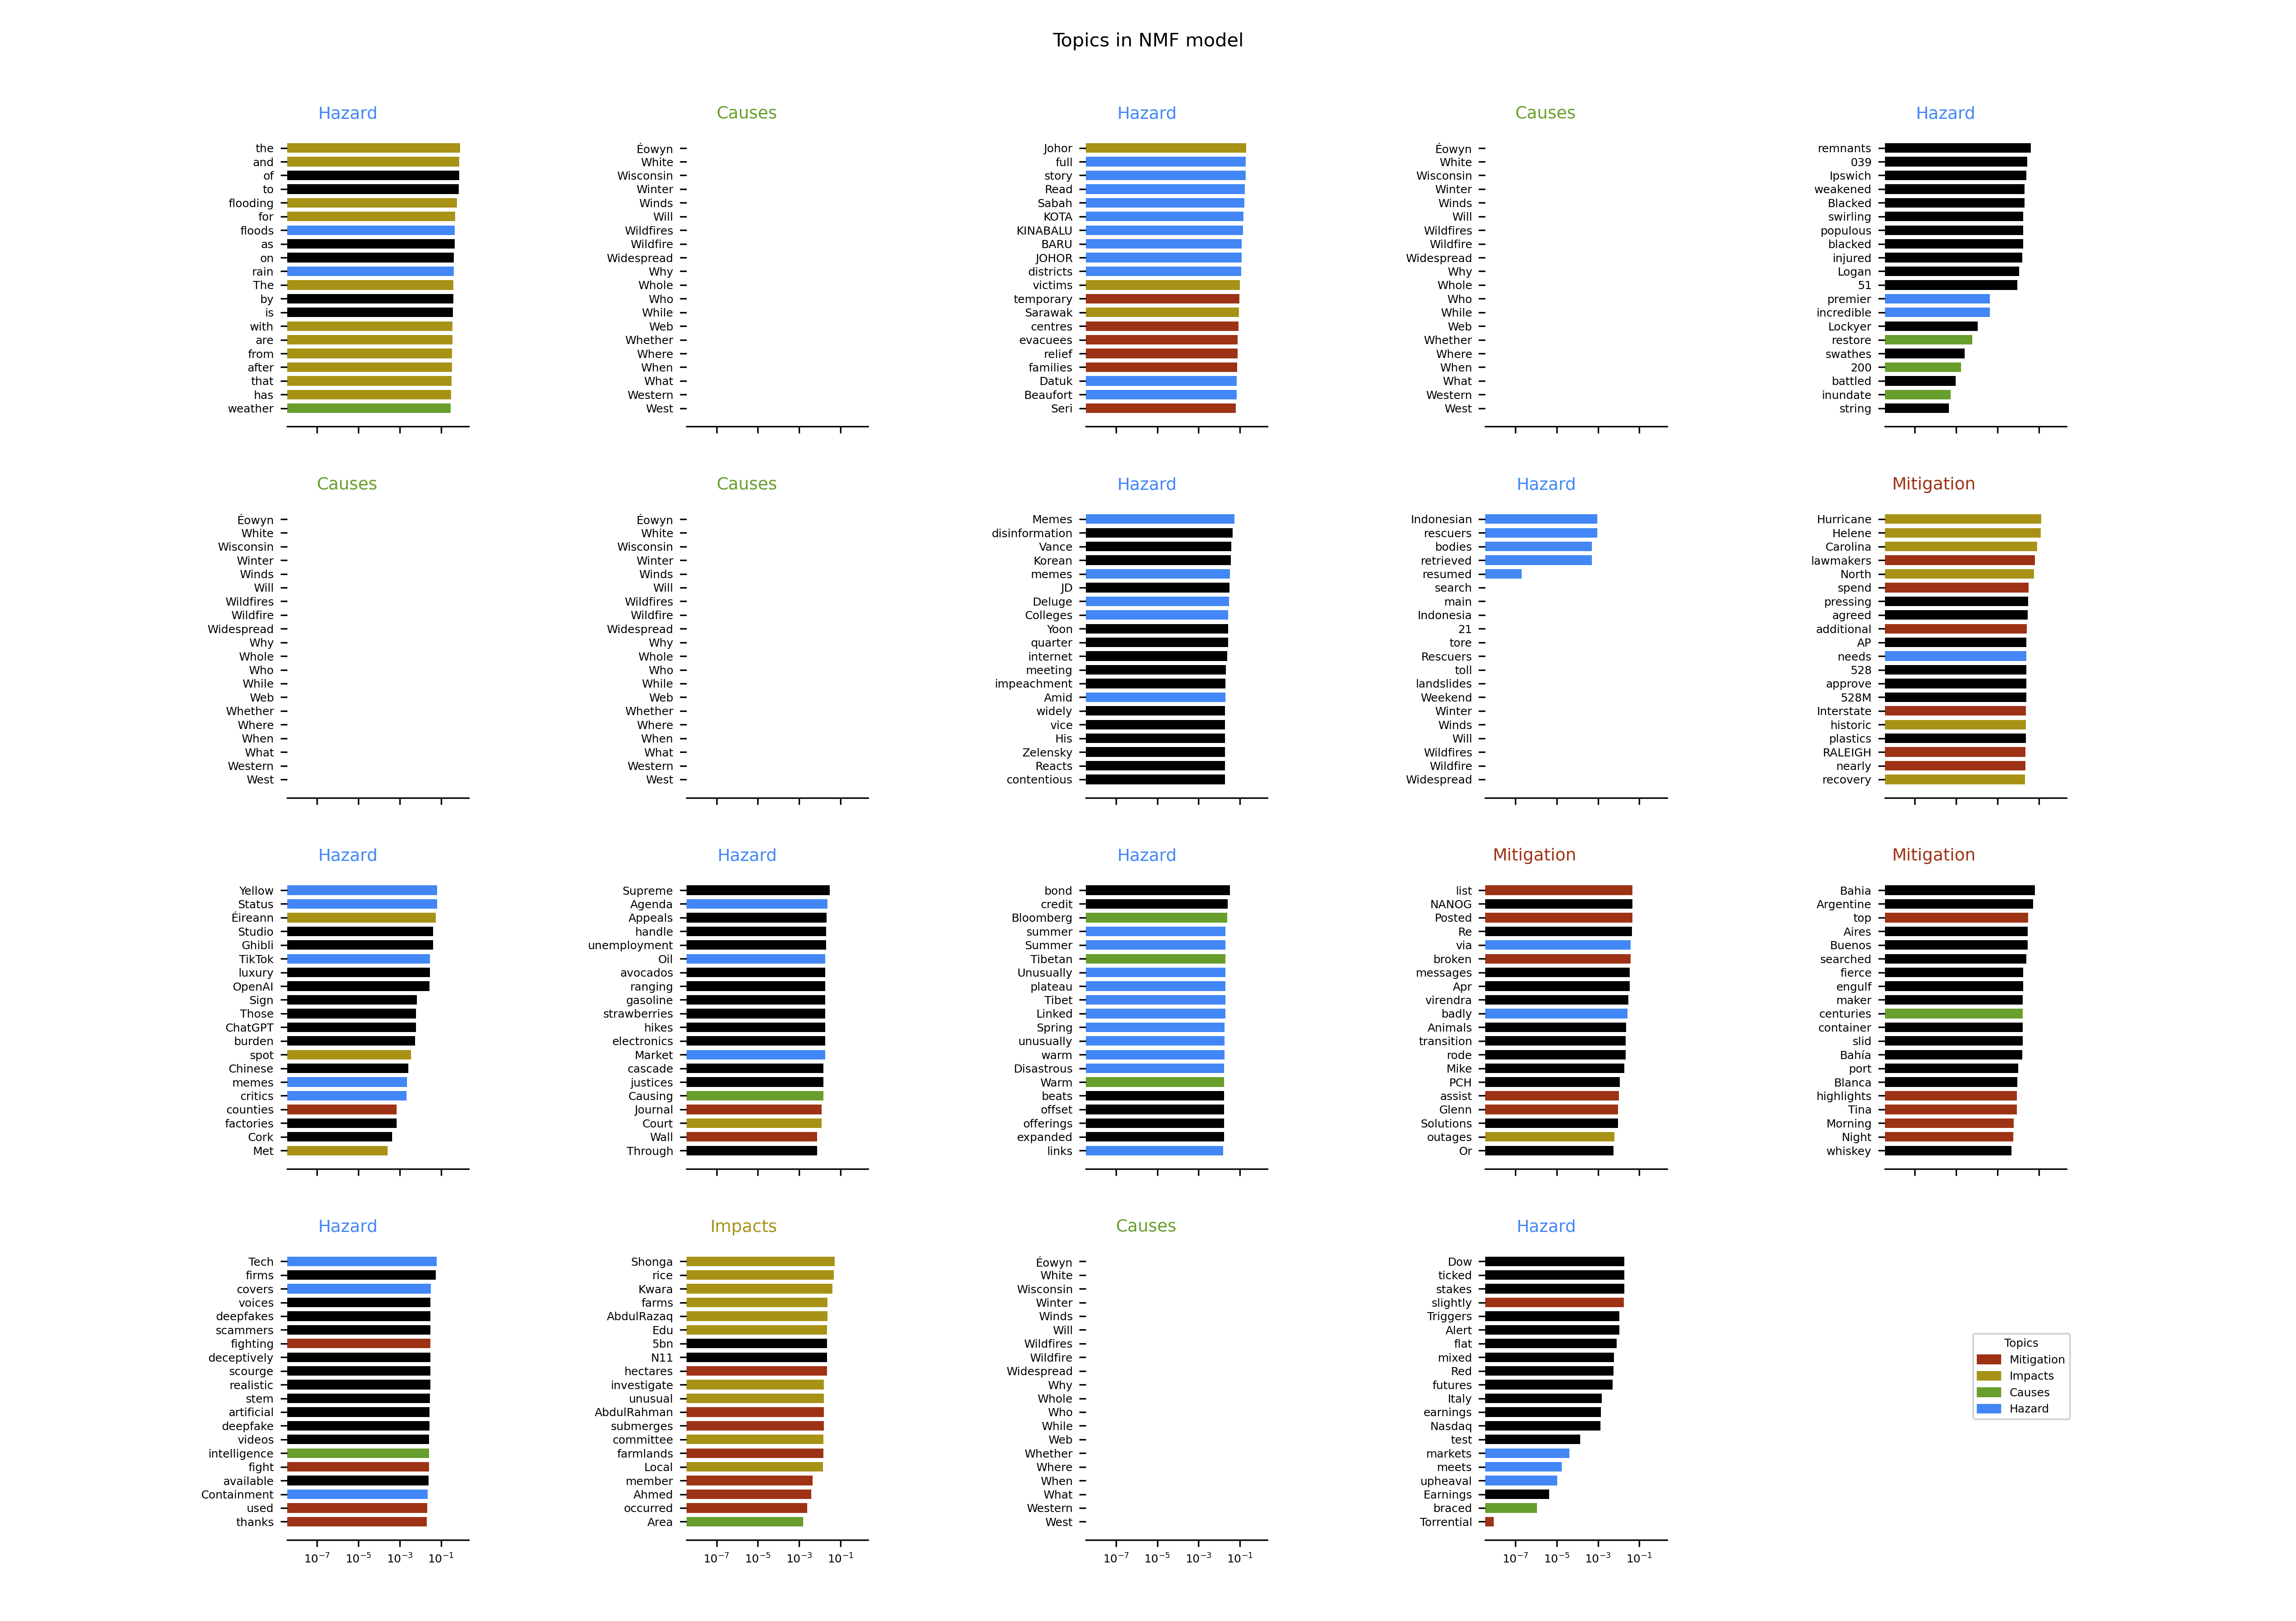 Topics in NMF model
Hazard
the
and
of
to
flooding
for
floods
as
on
rain
The
by
is
with
are
from
after
that
has
weather
Causes
Éowyn
White
Wisconsin
Winter
Winds
Will
Wildfires
Wildfire
Widespread
Why
Whole
Who
While
Web
Whether
Where
When
What
Western
West
Hazard
Johor
full
story
Read
Sabah
KOTA
KINABALU
BARU
JOHOR
districts
victims
temporary
Sarawak
centres
evacuees
relief
families
Datuk
Beaufort
Seri
Causes
Éowyn
White
Wisconsin
Winter
Winds
Will
Wildfires
Wildfire
Widespread
Why
Whole
Who
While
Web
Whether
Where
When
What
Western
West
Hazard
remnants
039
Ipswich
weakened
Blacked
swirling
populous
blacked
injured
Logan
51
premier
incredible
Lockyer
restore
swathes
200
battled
inundate
string
Causes
Éowyn
White
Wisconsin
Winter
Winds
Will
Wildfires
Wildfire
Widespread
Why
Whole
Who
While
Web
Whether
Where
When
What
Western
West
Causes
Éowyn
White
Wisconsin
Winter
Winds
Will
Wildfires
Wildfire
Widespread
Why
Whole
Who
While
Web
Whether
Where
When
What
Western
West
Hazard
Memes
disinformation
Vance
Korean
memes
JD
Deluge
Colleges
Yoon
quarter
internet
meeting
impeachment
Amid
widely
vice
His
Zelensky
Reacts
contentious
Hazard
Indonesian
rescuers
bodies
retrieved
resumed
search
main
Indonesia
21
tore
Rescuers
toll
landslides
Weekend
Winter
Winds
Will
Wildfires
Wildfire
Widespread
Mitigation
Hurricane
Helene
Carolina
lawmakers
North
spend
pressing
agreed
additional
AP
needs
528
approve
528M
Interstate
historic
plastics
RALEIGH
nearly
recovery
Hazard
Yellow
Status
Éireann
Studio
Ghibli
TikTok
luxury
OpenAI
Sign
Those
ChatGPT
burden
spot
Chinese
memes
critics
counties
factories
Cork
Met
Hazard
Supreme
Agenda
Appeals
handle
unemployment
Oil
avocados
ranging
gasoline
strawberries
hikes
electronics
Market
cascade
justices
Causing
Journal
Court
Wall
Through
Hazard
bond
credit
Bloomberg
summer
Summer
Tibetan
Unusually
plateau
Tibet
Linked
Spring
unusually
warm
Disastrous
Warm
beats
offset
offerings
expanded
links
Mitigation
list
NANOG
Posted
Re
via
broken
messages
Apr
virendra
badly
Animals
transition
rode
Mike
PCH
assist
Glenn
Solutions
outages
Or
Mitigation
Bahia
Argentine
top
Aires
Buenos
searched
fierce
engulf
maker
centuries
container
slid
Bahía
port
Blanca
highlights
Tina
Morning
Night
whiskey
Hazard
Tech
firms
covers
voices
deepfakes
scammers
fighting
deceptively
scourge
realistic
stem
artificial
deepfake
videos
intelligence
fight
available
Containment
used
thanks
10⁻⁷ 10⁻⁵ 10⁻³ 10⁻¹
Impacts
Shonga
rice
Kwara
farms
AbdulRazaq
Edu
5bn
N11
hectares
investigate
unusual
AbdulRahman
submerges
committee
farmlands
Local
member
Ahmed
occurred
Area
10⁻⁷ 10⁻⁵ 10⁻³ 10⁻¹
Causes
Éowyn
White
Wisconsin
Winter
Winds
Will
Wildfires
Wildfire
Widespread
Why
Whole
Who
While
Web
Whether
Where
When
What
Western
West
10⁻⁷ 10⁻⁵ 10⁻³ 10⁻¹
Hazard
Dow
ticked
stakes
slightly
Triggers
Alert
flat
mixed
Red
futures
Italy
earnings
Nasdaq
test
markets
meets
upheaval
Earnings
braced
Torrential
10⁻⁷ 10⁻⁵ 10⁻³ 10⁻¹
Topics
Mitigation
Impacts
Causes
Hazard